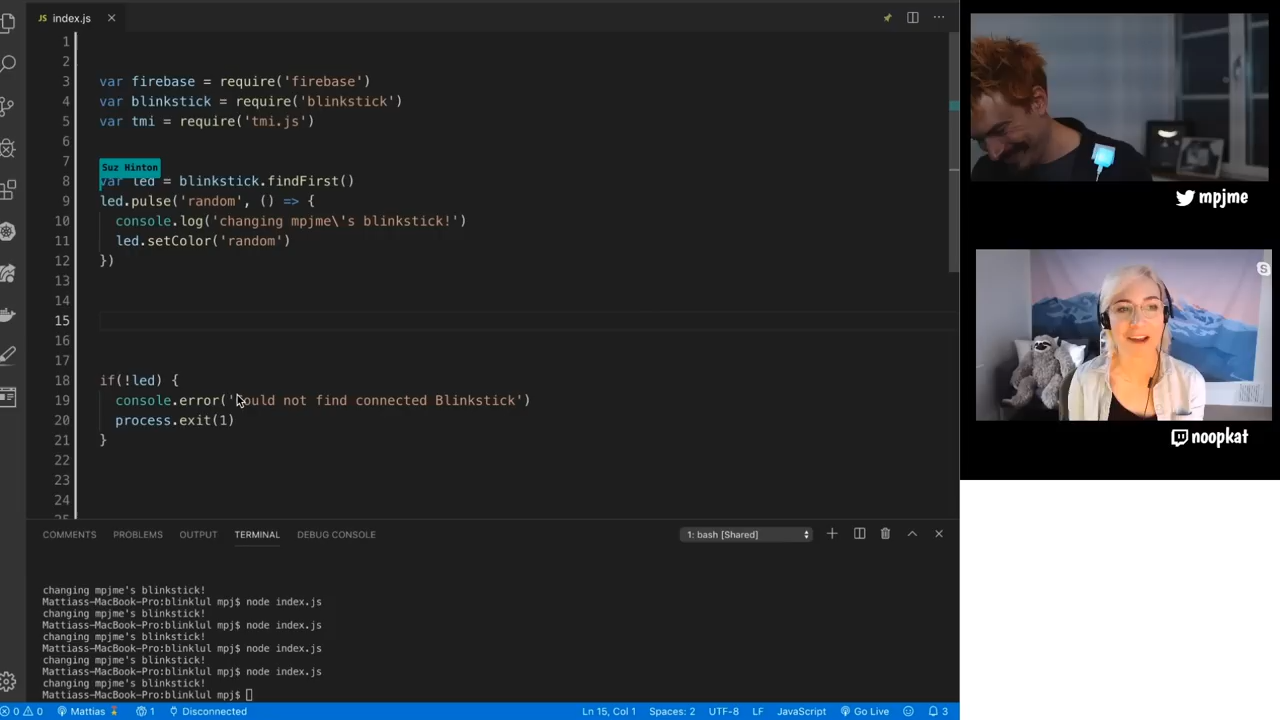 JS index.js
1
2
3 var firebase = require('firebase')
4 var blinkstick = require('blinkstick')
5 var tmi = require('tmi.js')
6
7
Suz Hinton
8 var led = blinkstick.findFirst()
9 led.pulse('random', () => {
10 console.log('changing mpjme\'s blinkstick!')
11 led.setColor('random')
12 })
13
14
15
16
17
18 if(!led) {
19 console.error('Could not find connected Blinkstick')
20 process.exit(1)
21 }
22
23
24
25
COMMENTS PROBLEMS OUTPUT TERMINAL DEBUG CONSOLE 1: bash [Shared]
changing mpjme's blinkstick!
Mattiass-MacBook-Pro:blinklul mpj$ node index.js
changing mpjme's blinkstick!
Mattiass-MacBook-Pro:blinklul mpj$ node index.js
changing mpjme's blinkstick!
Mattiass-MacBook-Pro:blinklul mpj$ node index.js
changing mpjme's blinkstick!
Mattiass-MacBook-Pro:blinklul mpj$ node index.js
changing mpjme's blinkstick!
Mattiass-MacBook-Pro:blinklul mpj$
0 0 Mattias 1 Disconnected Ln 15, Col 1 Spaces: 2 UTF-8 LF JavaScript Go Live 3
mpjme
S
noopkat